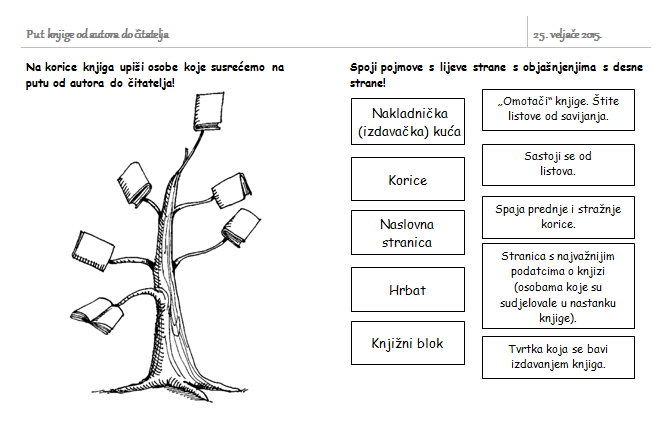 Put knjige od autora do čitatelja
25. veljače 2015.
Na korice knjiga upiši osobe koje susrećemo na
putu od autora do čitatelja!
Spoji pojmove s lijeve strane s objašnjenjima s desne
strane!
Nakladnička
(izdavačka) kuća
Korice
Naslovna
stranica
Hrbat
Knjižni blok
„Omotači“ knjige. Štite
listove od savijanja.
Sastoji se od
listova.
Spaja prednje i stražnje
korice.
Stranica s najvažnijim
podatcima o knjizi
(osobama koje su
sudjelovale u nastanku
knjige).
Tvrtka koja se bavi
izdavanjem knjiga.